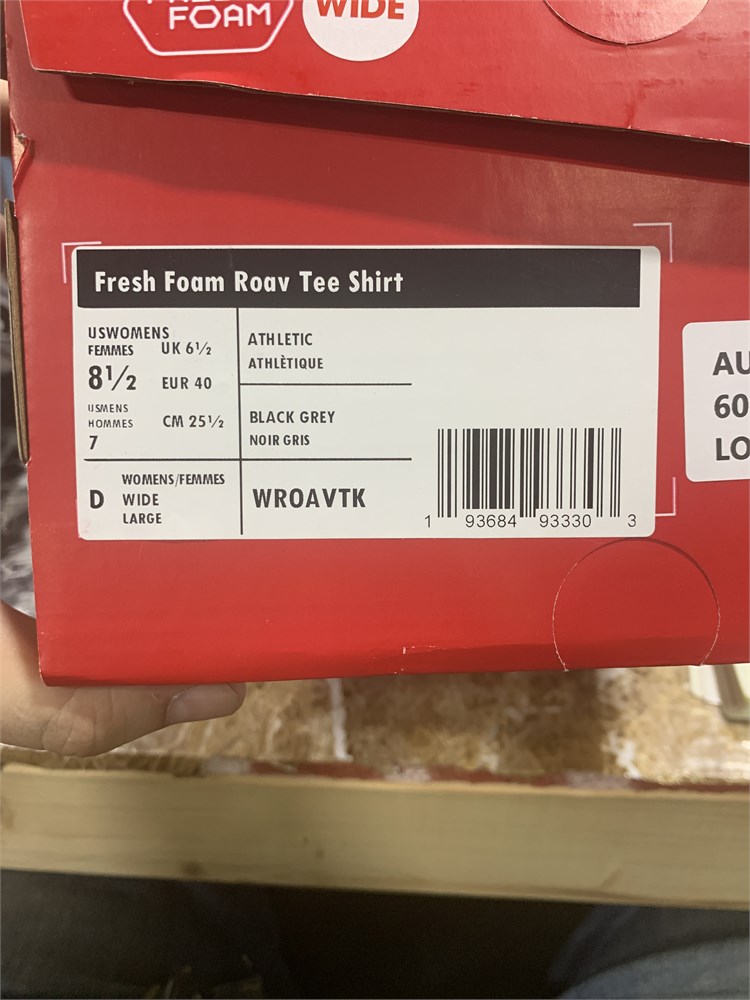 FOAM
WIDE
Fresh Foam Roav Tee Shirt
USWOMENS
FEMMES
8½
UK 6½
EUR 40
USMENS
HOMMES
7
CM 25½
D
WOMENS/FEMMES
WIDE
LARGE
ATHLETIC
ATHLÈTIQUE
BLACK GREY
NOIR GRIS
WROAVTK
1 93684 93330 3
AU
60
LO